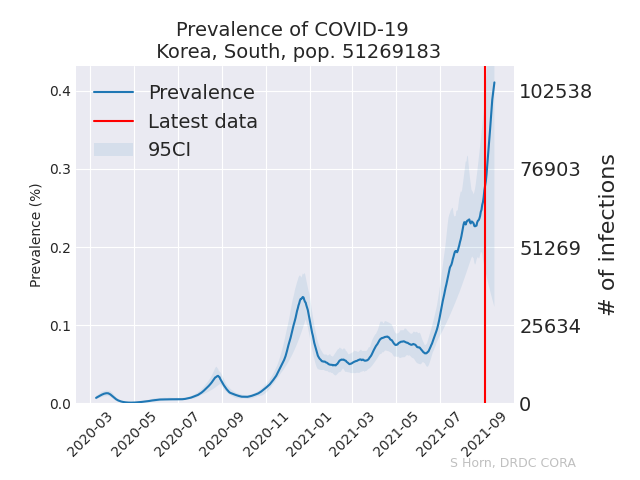 Prevalence of COVID-19
Korea, South, pop. 51269183
Prevalence
Latest data
95CI
Prevalence (%)
0.4
0.3
0.2
0.1
0.0
102538
76903
51269
25634
0
# of infections
2020-03
2020-05
2020-07
2020-09
2020-11
2021-01
2021-03
2021-05
2021-07
2021-09
S Horn, DRDC CORA